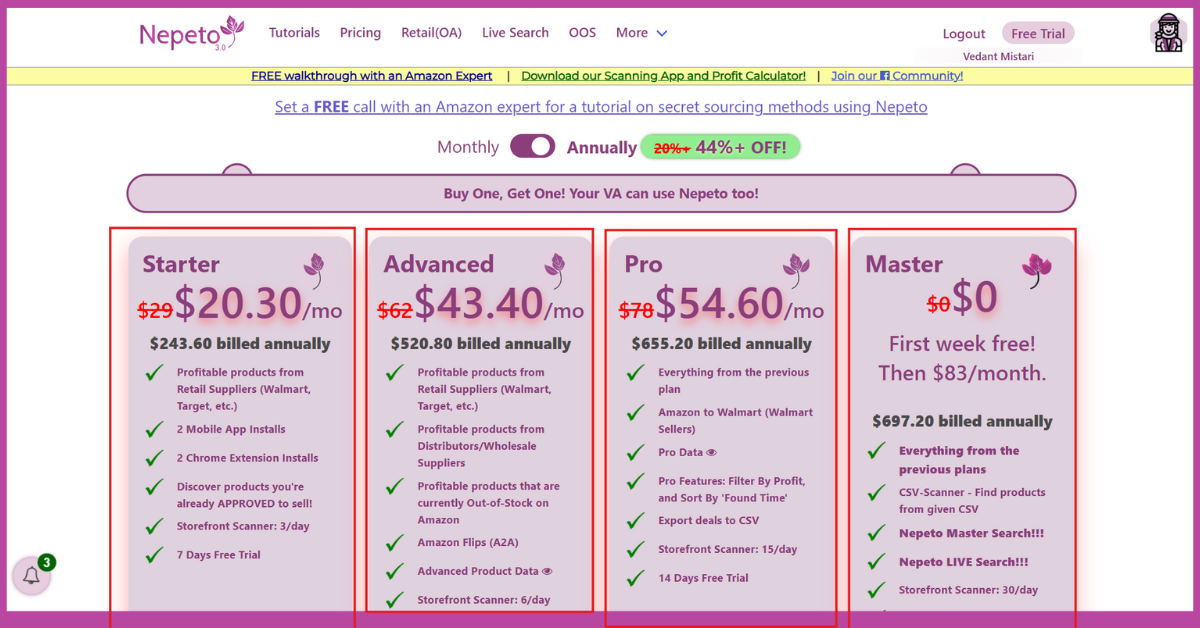 Nepeto 3.0
Tutorials Pricing Retail(OA) Live Search OOS More
Logout Free Trial
Vedant Mistari
FREE walkthrough with an Amazon Expert | Download our Scanning App and Profit Calculator! | Join our Community!
Set a FREE call with an Amazon expert for a tutorial on secret sourcing methods using Nepeto
Monthly Annually 20%+ 44%+ OFF!
Buy One, Get One! Your VA can use Nepeto too!
Starter
$29 $20.30/mo
$243.60 billed annually
Profitable products from
Retail Suppliers (Walmart,
Target, etc.)
2 Mobile App Installs
2 Chrome Extension Installs
Discover products you're
already APPROVED to sell!
Storefront Scanner: 3/day
7 Days Free Trial
Advanced
$62 $43.40/mo
$520.80 billed annually
Profitable products from
Retail Suppliers (Walmart,
Target, etc.)
Profitable products from
Distributors/Wholesale
Suppliers
Profitable products that are
currently Out-of-Stock on
Amazon
Amazon Flips (A2A)
Advanced Product Data
Storefront Scanner: 6/day
Pro
$78 $54.60/mo
$655.20 billed annually
Everything from the previous
plan
Amazon to Walmart (Walmart
Sellers)
Pro Data
Pro Features: Filter By Profit,
and Sort By 'Found Time'
Export deals to CSV
Storefront Scanner: 15/day
14 Days Free Trial
Master
$0 $0
First week free!
Then $83/month.
$697.20 billed annually
Everything from the
previous plans
CSV-Scanner - Find products
from given CSV
Nepeto Master Search!!!
Nepeto LIVE Search!!!
Storefront Scanner: 30/day
3